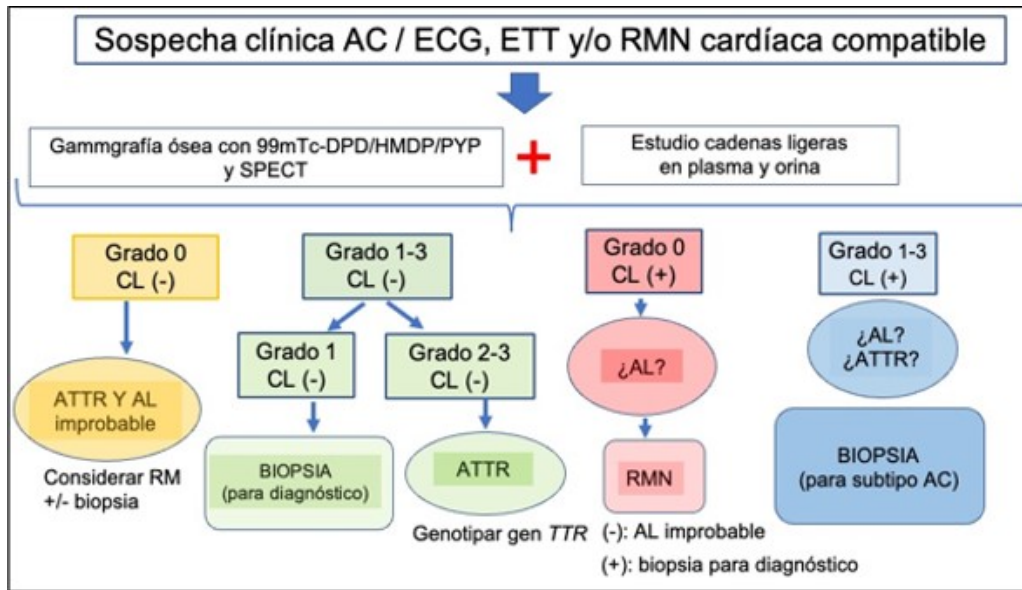 Sospecha clínica AC / ECG, ETT y/o RMN cardíaca compatible
Gammgrafía ósea con 99mTc-DPD/HMDP/PYP
y SPECT
+
Estudio cadenas ligeras
en plasma y orina
Grado 0
CL (-)
ATTR Y AL
improbable
Considerar RM
+/- biopsia
Grado 1-3
CL (-)
Grado 1
CL (-)
BIOPSIA
(para diagnóstico)
Grado 2-3
CL (-)
ATTR
Genotipar gen TTR
Grado 0
CL (+)
¿AL?
RMN
(-): AL improbable
(+): biopsia para diagnóstico
Grado 1-3
CL (+)
¿AL?
¿ATTR?
BIOPSIA
(para subtipo AC)